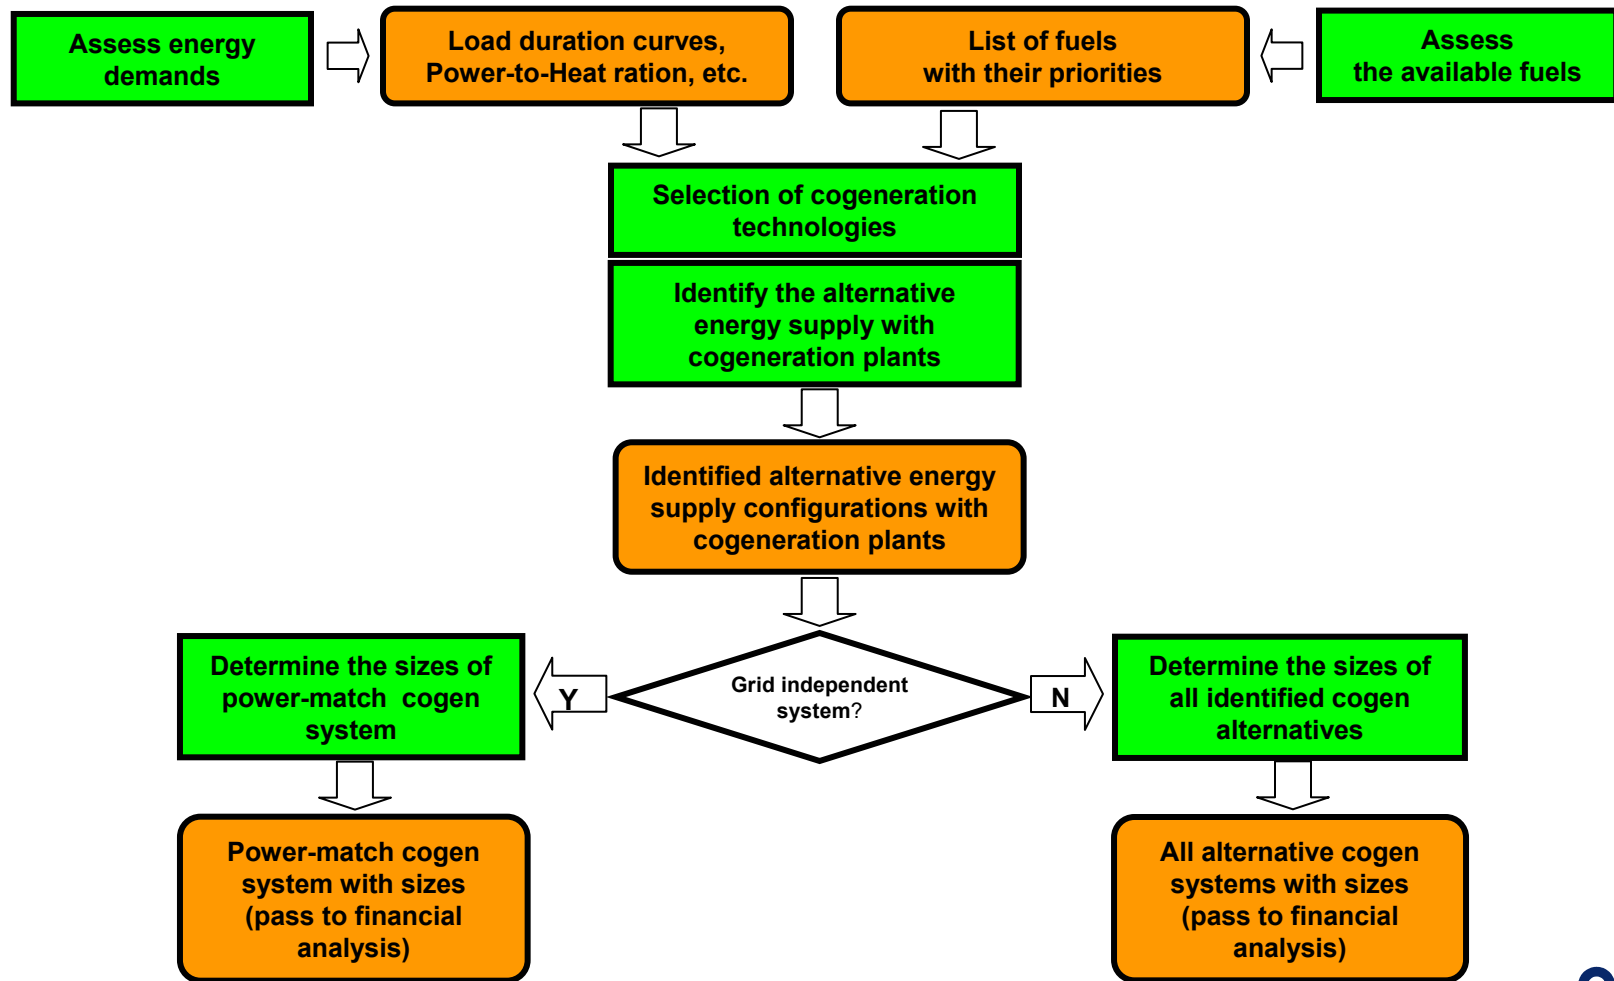 Assess energy
demands
Load duration curves,
Power-to-Heat ration, etc.
List of fuels
with their priorities
Assess
the available fuels
Selection of cogeneration
technologies
Identify the alternative
energy supply with
cogeneration plants
Identified alternative energy
supply configurations with
cogeneration plants
Grid independent
system?
Y
N
Determine the sizes of
power-match cogen
system
Determine the sizes of
all identified cogen
alternatives
Power-match cogen
system with sizes
(pass to financial
analysis)
All alternative cogen
systems with sizes
(pass to financial
analysis)